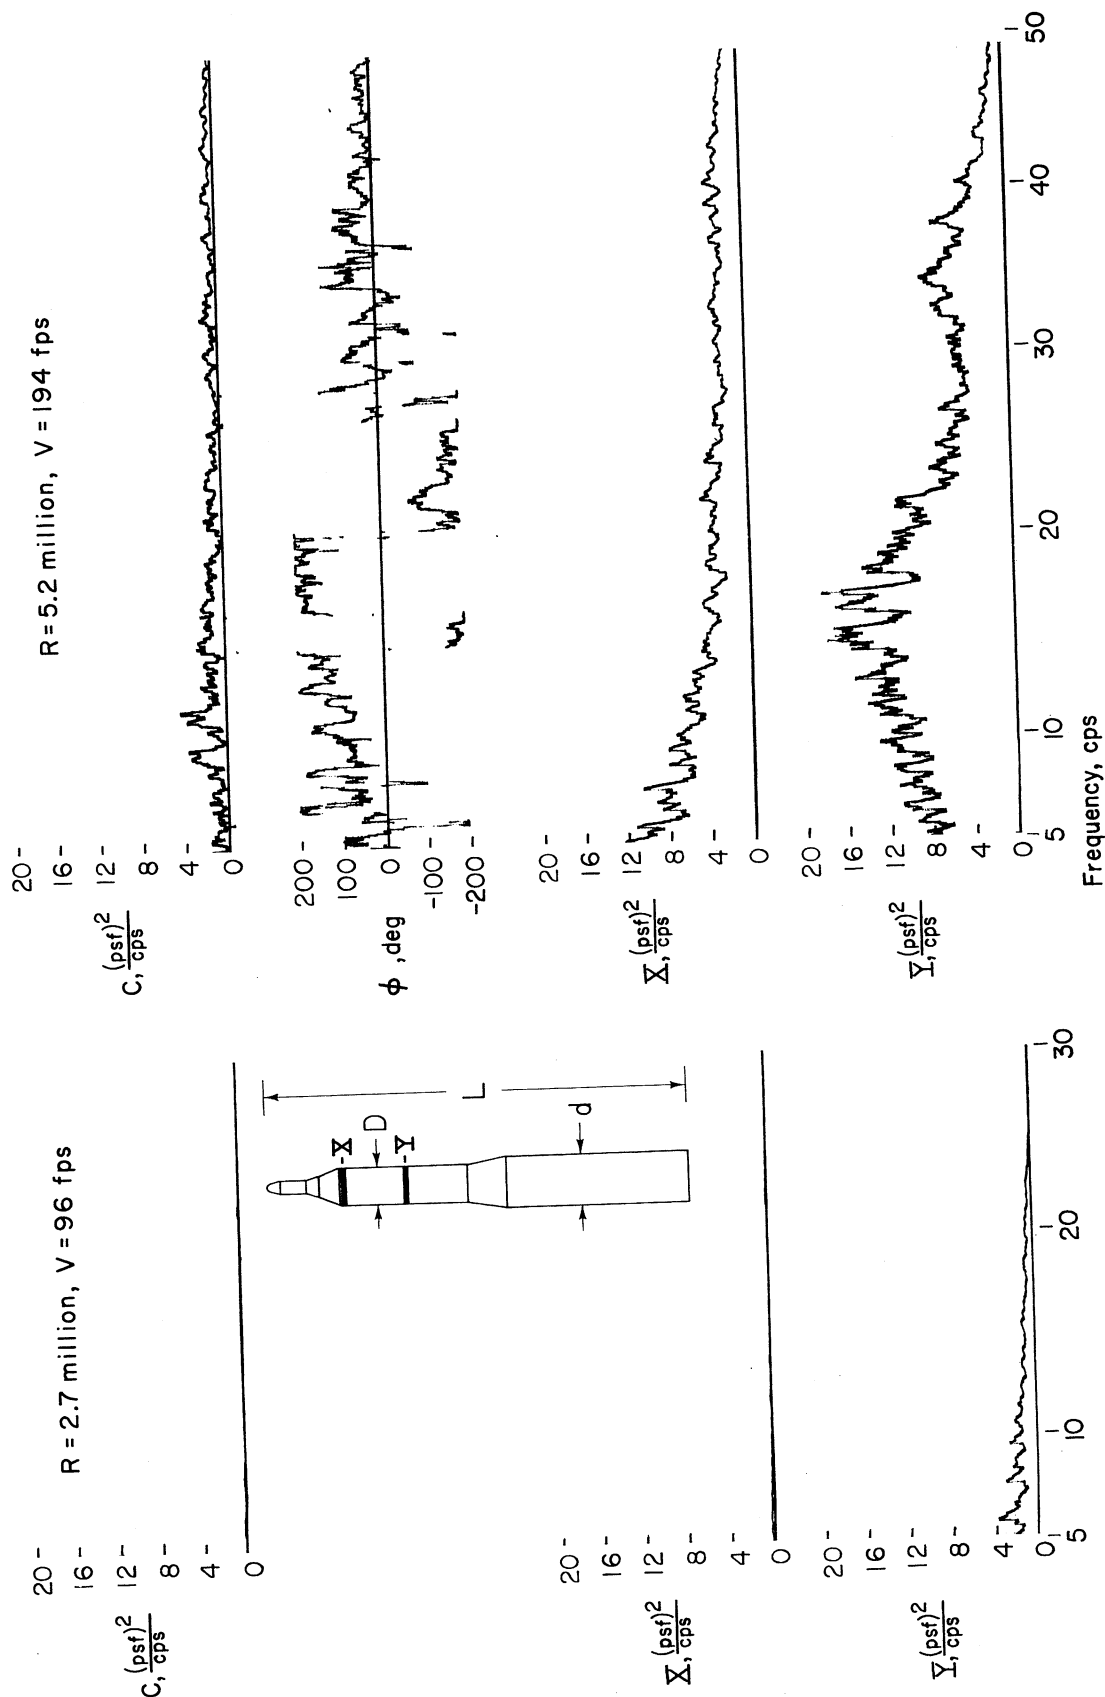 R = 2.7 million, V = 96 fps
20
16
12
8
4
0
C, (psf)²
cps
X
D
Y
L
d
20
16
12
8
4
0
X, (psf)²
cps
20
16
12
8
4
0
Y, (psf)²
cps
5
10
20
30
R = 5.2 million, V = 194 fps
20
16
12
8
4
0
C, (psf)²
cps
200
100
0
-100
-200
ϕ, deg
20
16
12
8
4
0
X, (psf)²
cps
20
16
12
8
4
0
Y, (psf)²
cps
5
10
20
30
40
50
Frequency, cps